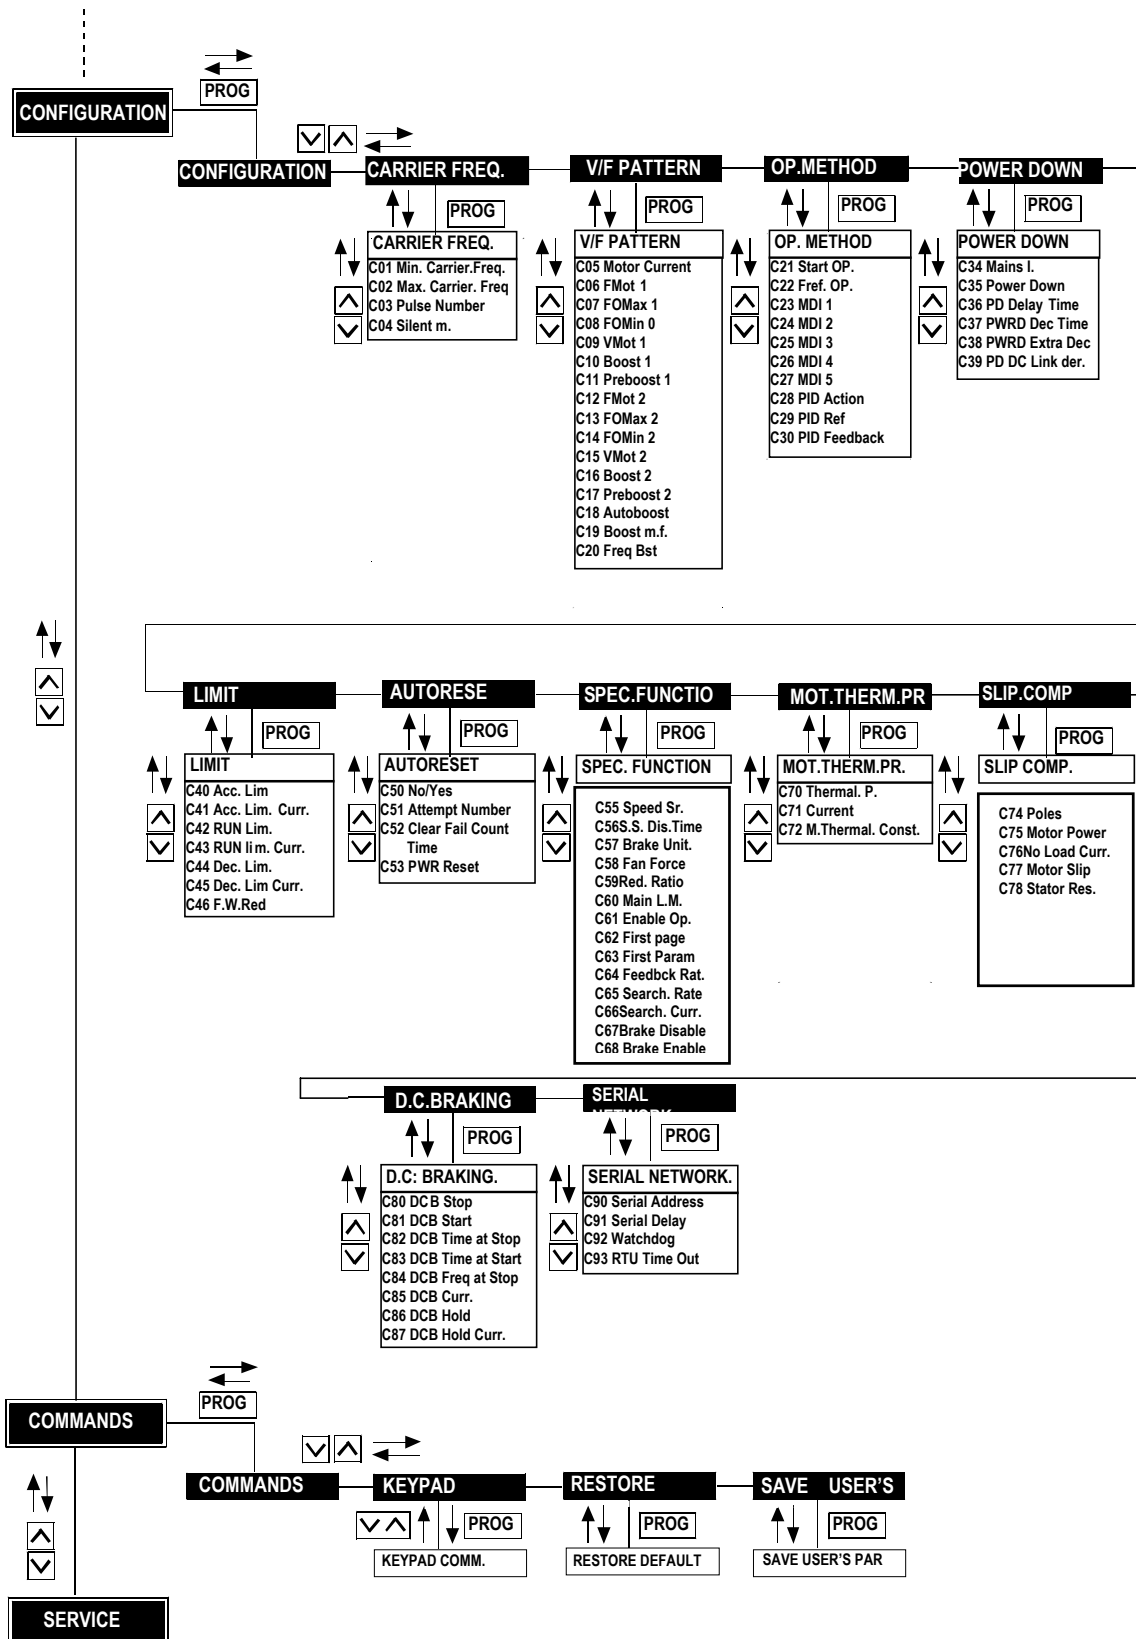 PROG
CONFIGURATION
CONFIGURATION
CARRIER FREQ.
V/F PATTERN
OP.METHOD
POWER DOWN
PROG
PROG
PROG
PROG
CARRIER FREQ.
C01 Min. Carrier.Freq.
C02 Max. Carrier. Freq
C03 Pulse Number
C04 Silent m.
V/F PATTERN
C05 Motor Current
C06 FMot 1
C07 FOMax 1
C08 FOMin 0
C09 VMot 1
C10 Boost 1
C11 Preboost 1
C12 FMot 2
C13 FOMax 2
C14 FOMin 2
C15 VMot 2
C16 Boost 2
C17 Preboost 2
C18 Autoboost
C19 Boost m.f.
C20 Freq Bst
OP. METHOD
C21 Start OP.
C22 Fref. OP.
C23 MDI 1
C24 MDI 2
C25 MDI 3
C26 MDI 4
C27 MDI 5
C28 PID Action
C29 PID Ref
C30 PID Feedback
POWER DOWN
C34 Mains l.
C35 Power Down
C36 PD Delay Time
C37 PWRD Dec Time
C38 PWRD Extra Dec
C39 PD DC Link der.
LIMIT
AUTORESE
SPEC.FUNCTIO
MOT.THERM.PR
SLIP.COMP
PROG
PROG
PROG
PROG
PROG
LIMIT
C40 Acc. Lim
C41 Acc. Lim. Curr.
C42 RUN Lim.
C43 RUN lim. Curr.
C44 Dec. Lim.
C45 Dec. Lim Curr.
C46 F.W.Red
AUTORESET
C50 No/Yes
C51 Attempt Number
C52 Clear Fail Count
Time
C53 PWR Reset
SPEC. FUNCTION
C55 Speed Sr.
C56S.S. Dis.Time
C57 Brake Unit.
C58 Fan Force
C59Red. Ratio
C60 Main L.M.
C61 Enable Op.
C62 First page
C63 First Param
C64 Feedbck Rat.
C65 Search. Rate
C66Search. Curr.
C67Brake Disable
C68 Brake Enable
MOT.THERM.PR.
C70 Thermal. P.
C71 Current
C72 M.Thermal. Const.
SLIP COMP.
C74 Poles
C75 Motor Power
C76No Load Curr.
C77 Motor Slip
C78 Stator Res.
D.C.BRAKING
SERIAL
NETWORK
PROG
PROG
D.C: BRAKING.
C80 DCB Stop
C81 DCB Start
C82 DCB Time at Stop
C83 DCB Time at Start
C84 DCB Freq at Stop
C85 DCB Curr.
C86 DCB Hold
C87 DCB Hold Curr.
SERIAL NETWORK.
C90 Serial Address
C91 Serial Delay
C92 Watchdog
C93 RTU Time Out
PROG
COMMANDS
COMMANDS
KEYPAD
RESTORE
SAVE USER'S
PROG
PROG
PROG
KEYPAD COMM.
RESTORE DEFAULT
SAVE USER'S PAR
SERVICE